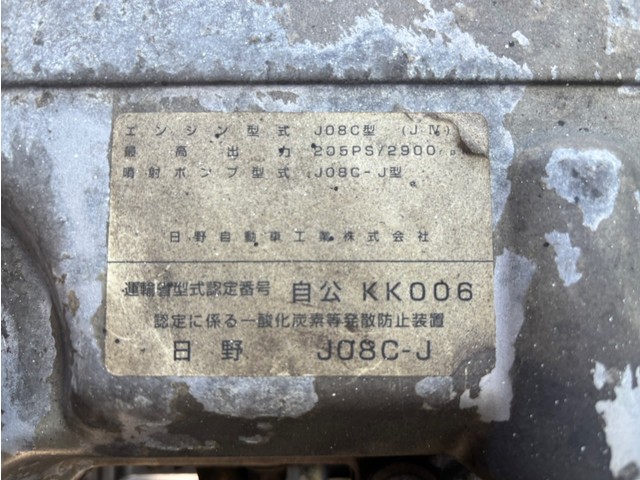 エンジン型式 J08C型 (JⅣ)
最高出力 205PS/2900
噴射ポンプ型式 J08C-J型
日野自動車工業株式会社
運輸省型式認定番号 自公 KK006
認定に係る一酸化炭素等発散防止装置
日野 J08C-J